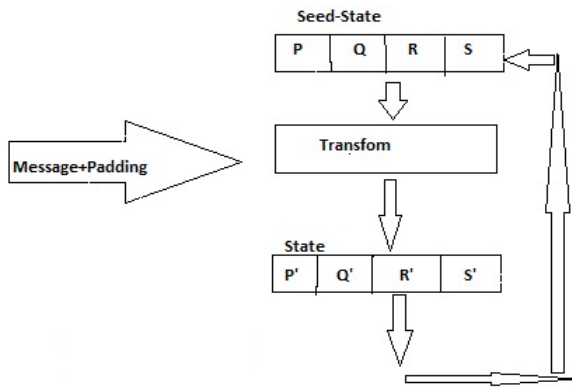 Seed-State
P Q R S
Message+Padding
Transfom
State
P' Q' R' S'